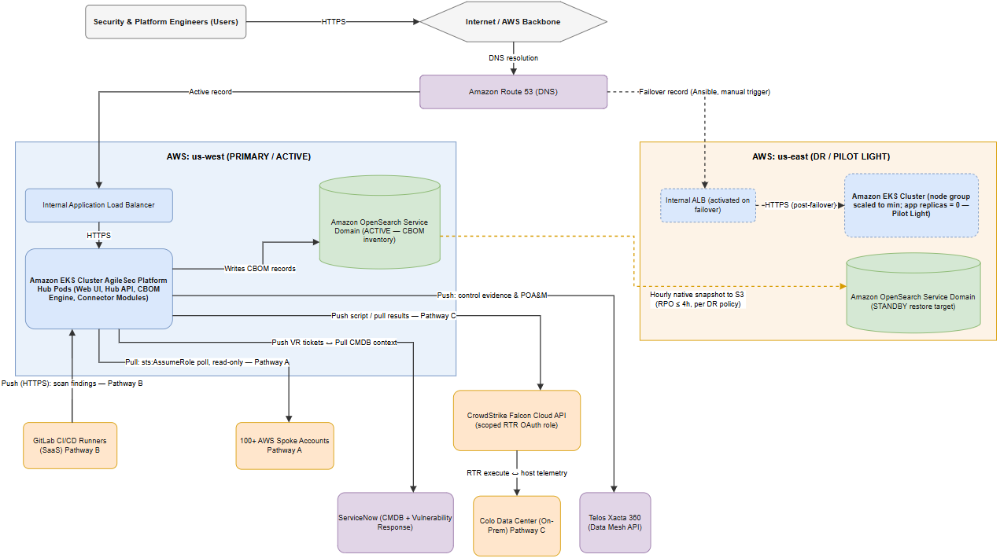 Security & Platform Engineers (Users)
HTTPS
Internet / AWS Backbone
DNS resolution
Amazon Route 53 (DNS)
Active record
Failover record (Ansible, manual trigger)
AWS: us-west (PRIMARY / ACTIVE)
Internal Application Load Balancer
HTTPS
Amazon EKS Cluster AgileSec Platform
Hub Pods (Web UI, Hub API, CBOM
Engine, Connector Modules)
Amazon OpenSearch Service
Domain (ACTIVE — CBOM
inventory)
Writes CBOM records
AWS: us-east (DR / PILOT LIGHT)
Internal ALB (activated on
failover)
HTTPS (post-failover)
Amazon EKS Cluster (node group
scaled to min; app replicas = 0 —
Pilot Light)
Amazon OpenSearch Service Domain
(STANDBY restore target)
Hourly native snapshot to S3
(RPO ≤ 4h, per DR policy)
Push: control evidence & POA&M
Push script / pull results — Pathway C
Push VR tickets ↔ Pull CMDB context
Pull: sts:AssumeRole poll, read-only — Pathway A
Push (HTTPS): scan findings — Pathway B
GitLab CI/CD Runners
(SaaS) Pathway B
100+ AWS Spoke Accounts
Pathway A
CrowdStrike Falcon Cloud API
(scoped RTR OAuth role)
RTR execute ↔ host telemetry
ServiceNow (CMDB + Vulnerability
Response)
Colo Data Center (On-
Prem) Pathway C
Telos Xacta 360
(Data Mesh API)